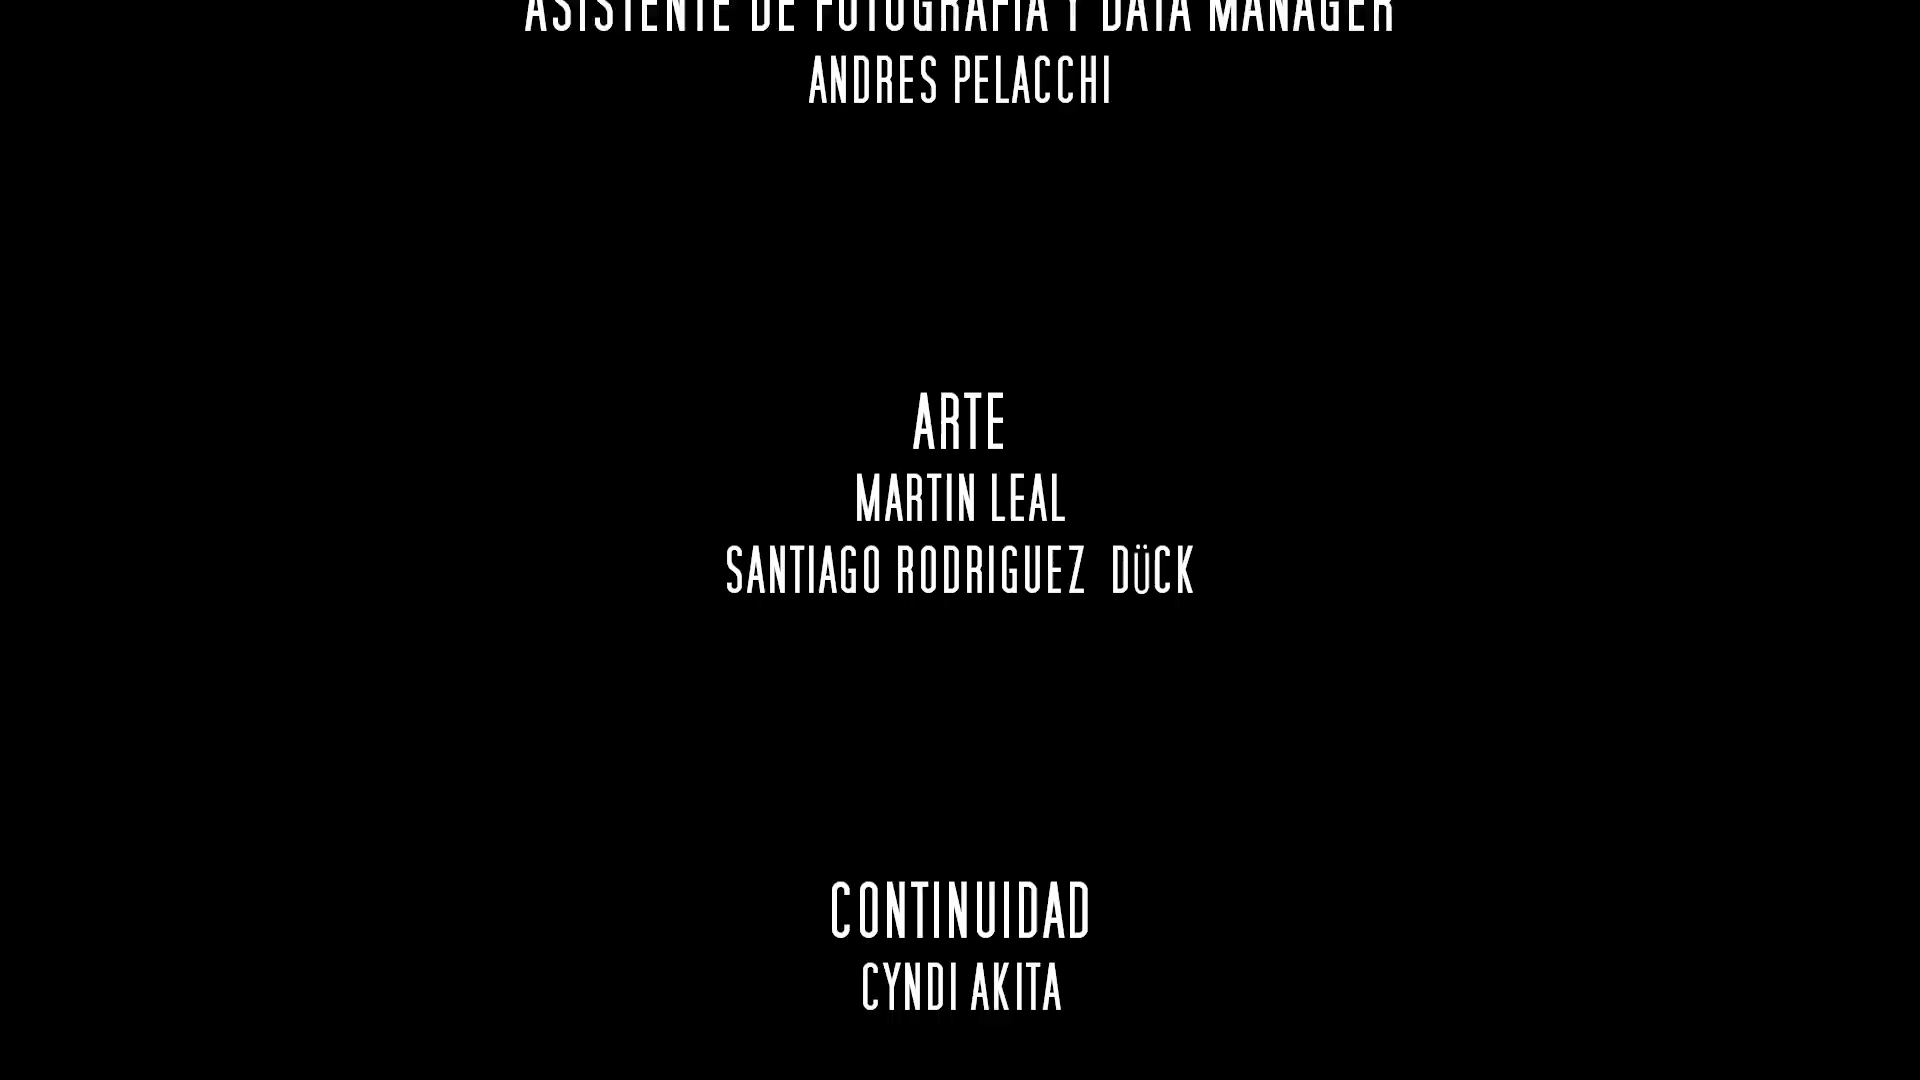 ASISTENTE DE FOTOGRAFIA Y DATA MANAGER
ANDRES PELACCHI
ARTE
MARTIN LEAL
SANTIAGO RODRIGUEZ  DÜCK
CONTINUIDAD
CYNDI AKITA